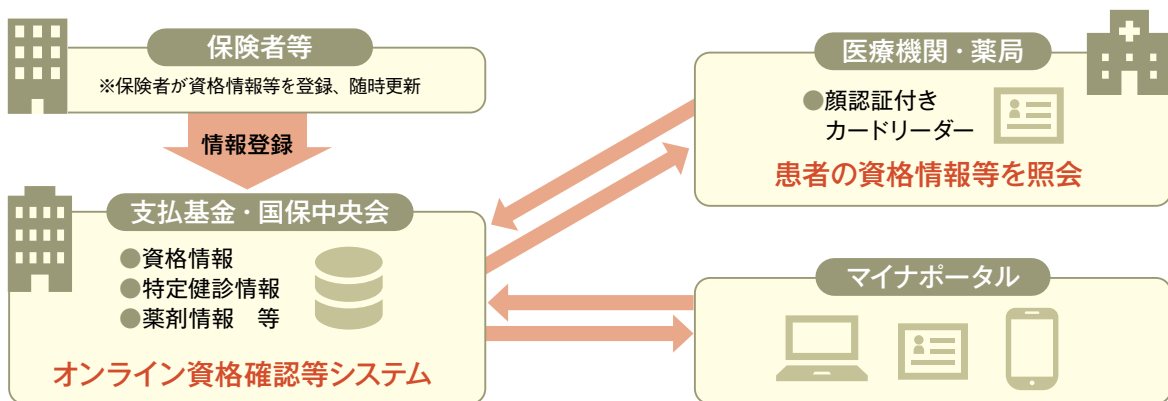 保険者等
※保険者が資格情報等を登録、随時更新
情報登録
支払基金・国保中央会
●資格情報
●特定健診情報
●薬剤情報　等
オンライン資格確認等システム
医療機関・薬局
●顔認証付き
カードリーダー
患者の資格情報等を照会
マイナポータル